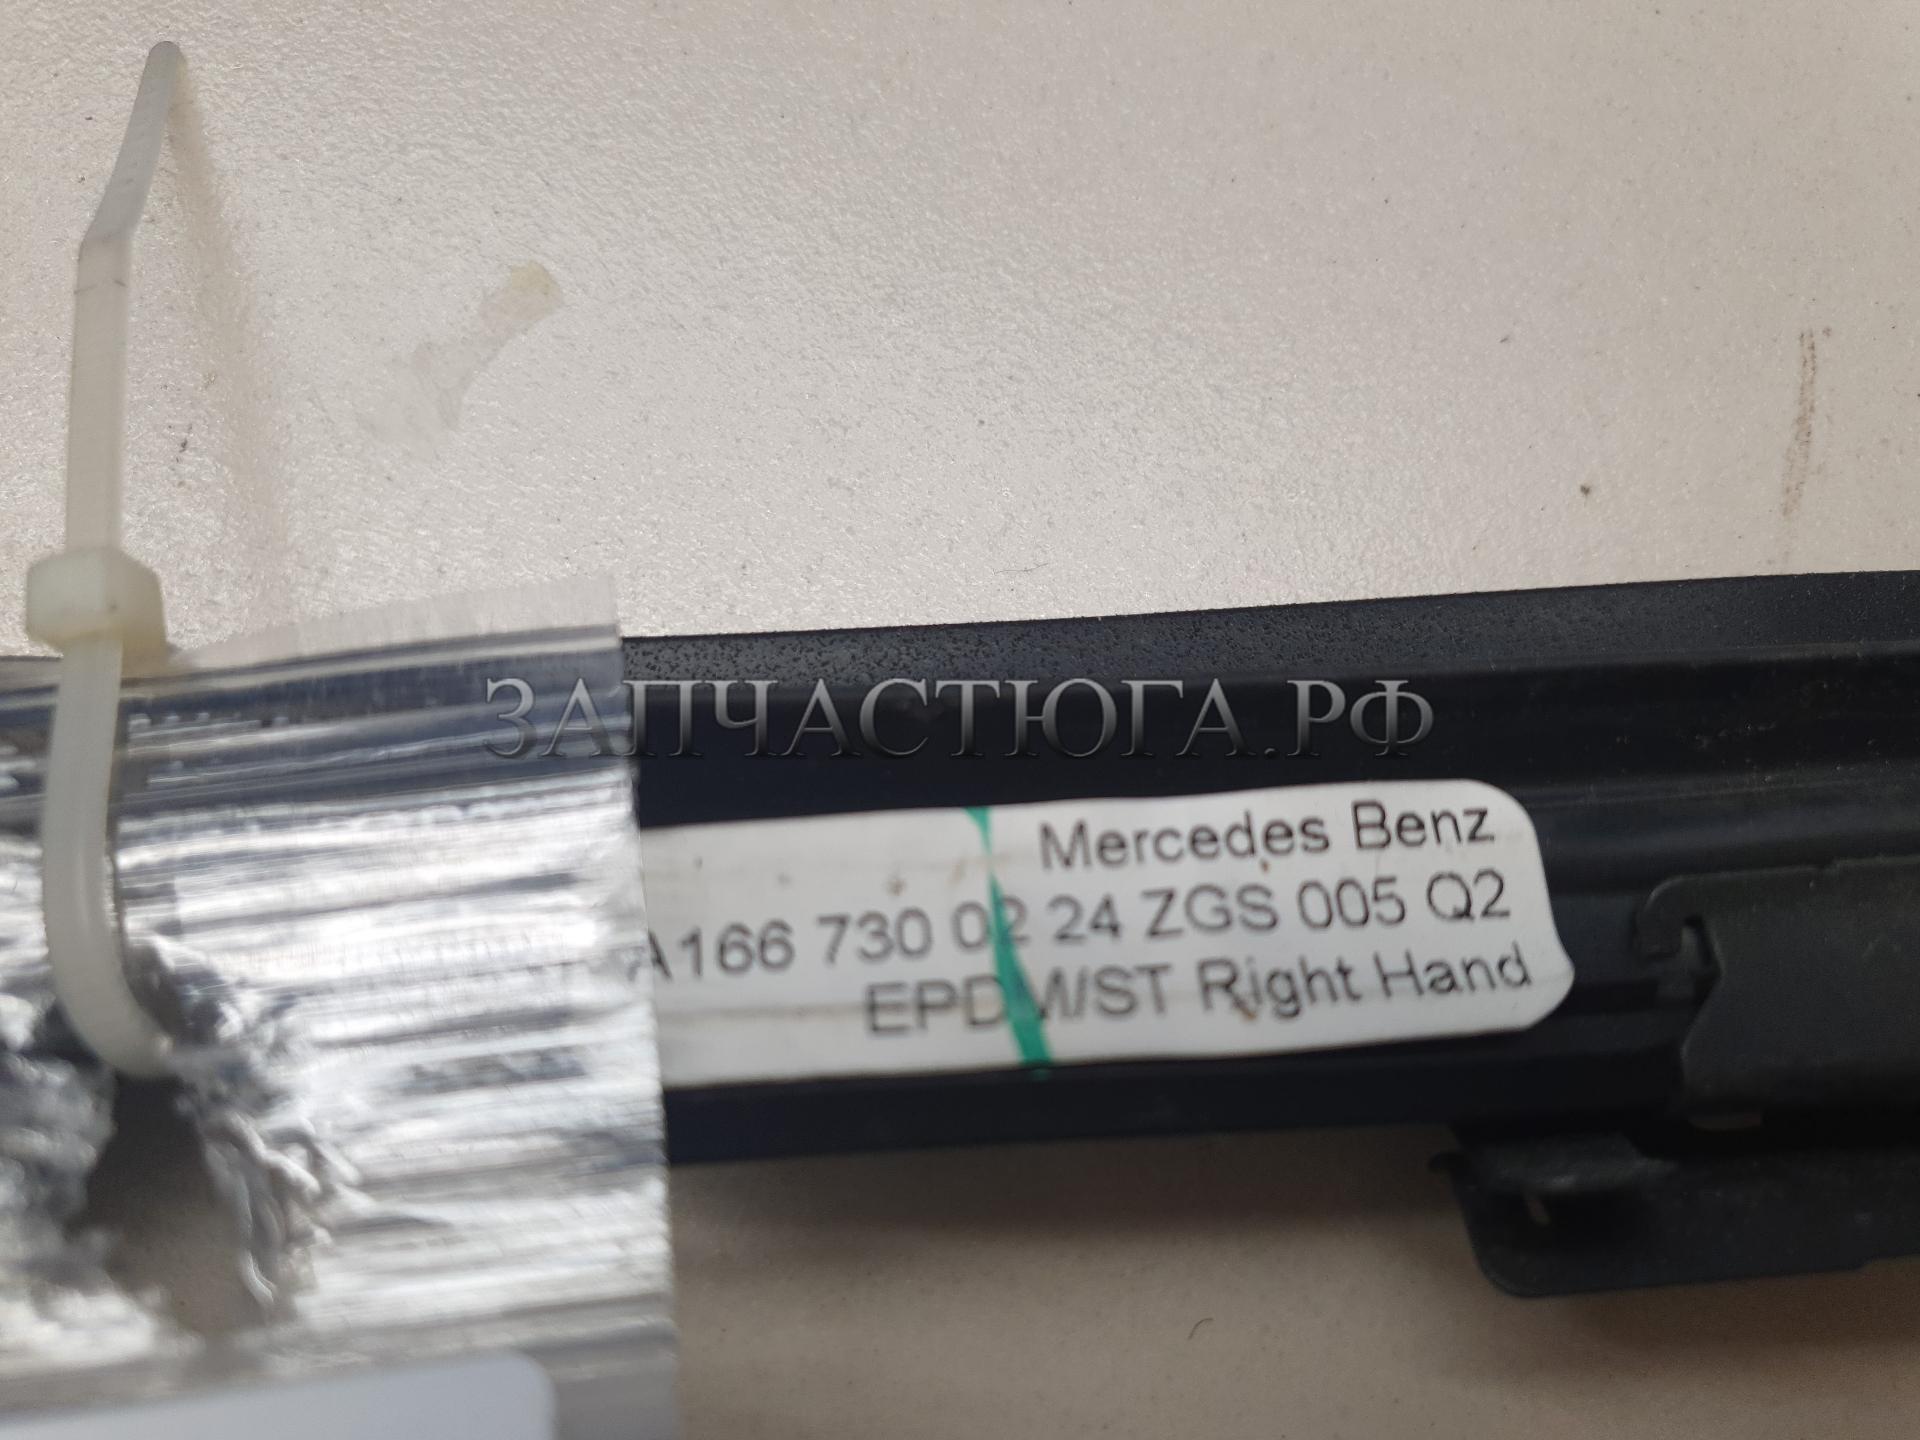 ЗАПЧАСТЮГА.РФ
Mercedes Benz
A166 730 02 24 ZGS 005 Q2
EPDM/ST Right Hand